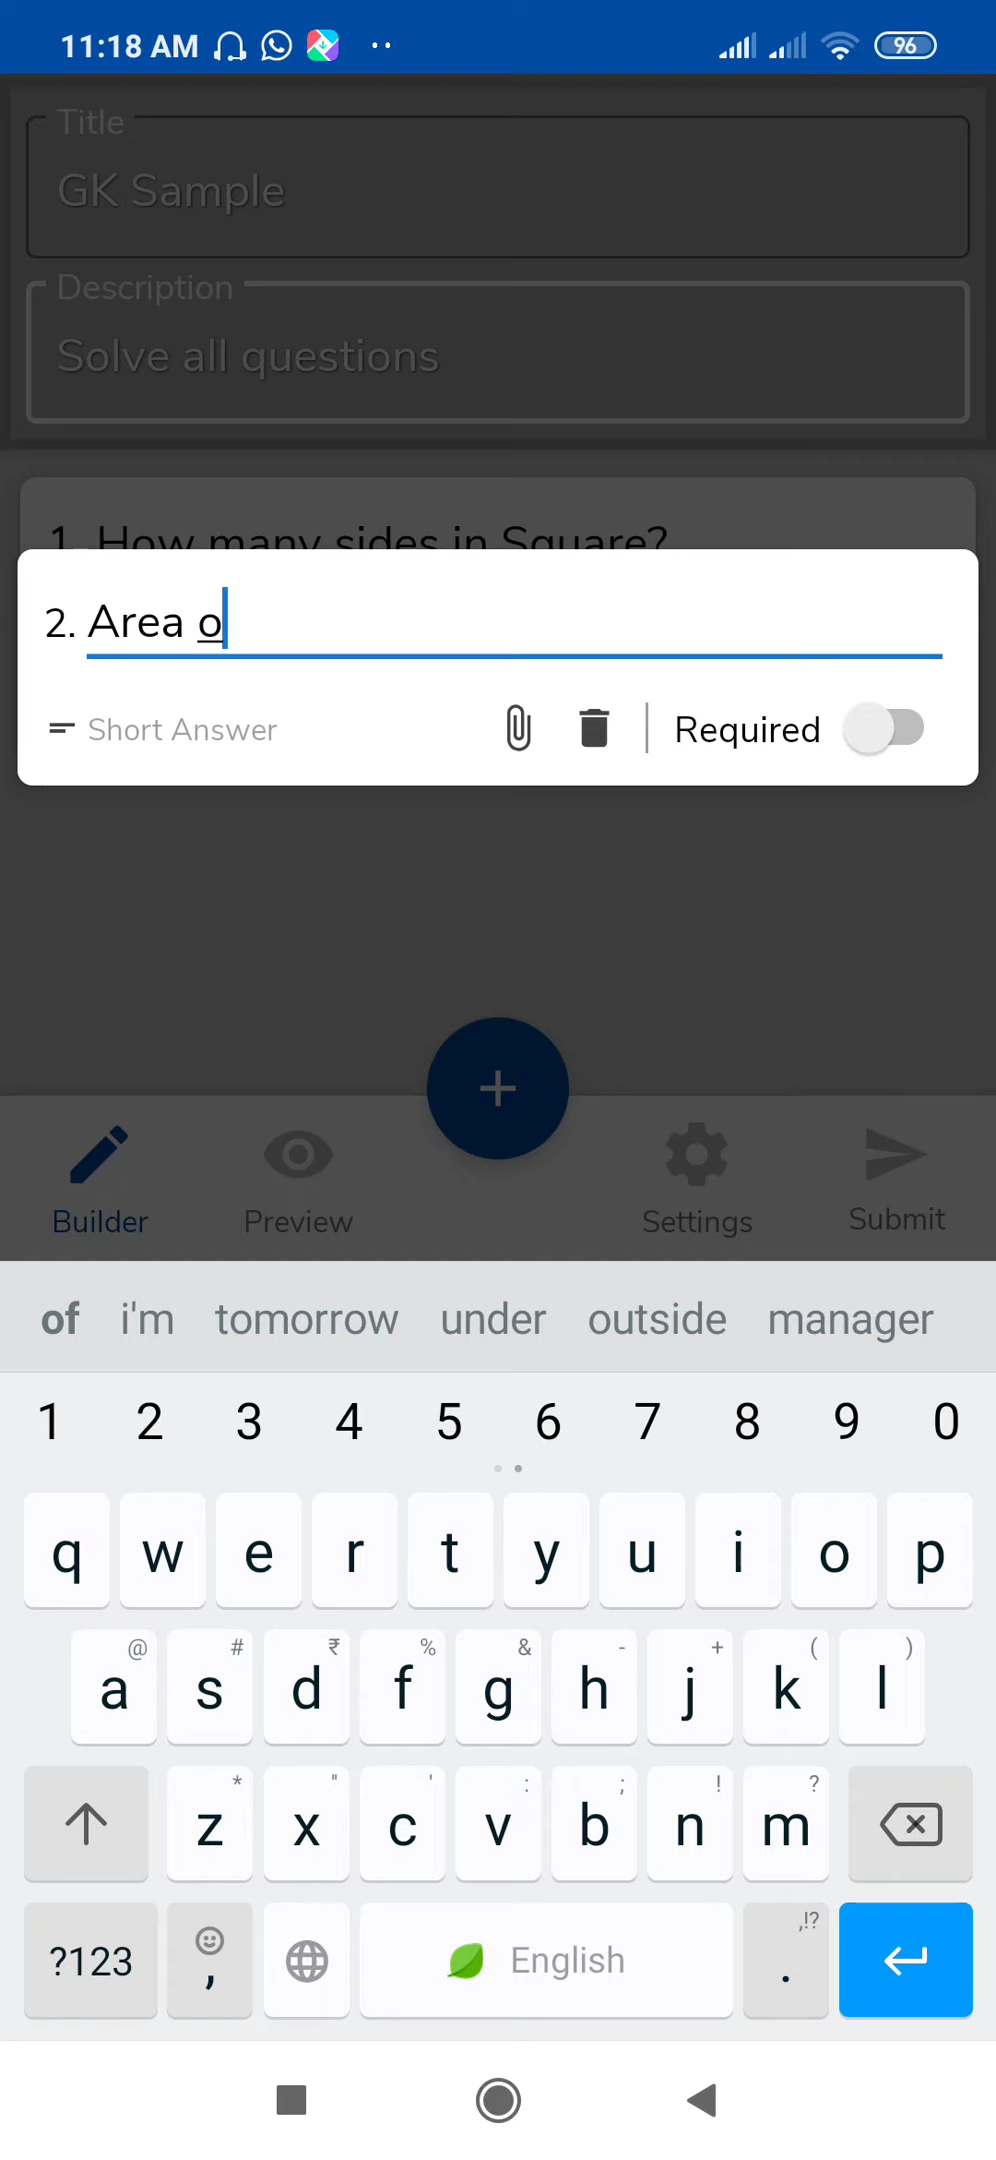 11:18 AM
96
Title
GK Sample
Description
Solve all questions
1. How many sides in Square?
2. Area o
Short Answer
Required
Builder
Preview
Settings
Submit
of i'm tomorrow under outside manager
1 2 3 4 5 6 7 8 9 0
q w e r t y u i o p
@ # ₹ % & - + ( )
a s d f g h j k l
* " ' : ; ! ?
z x c v b n m
,!?
?123 , English .